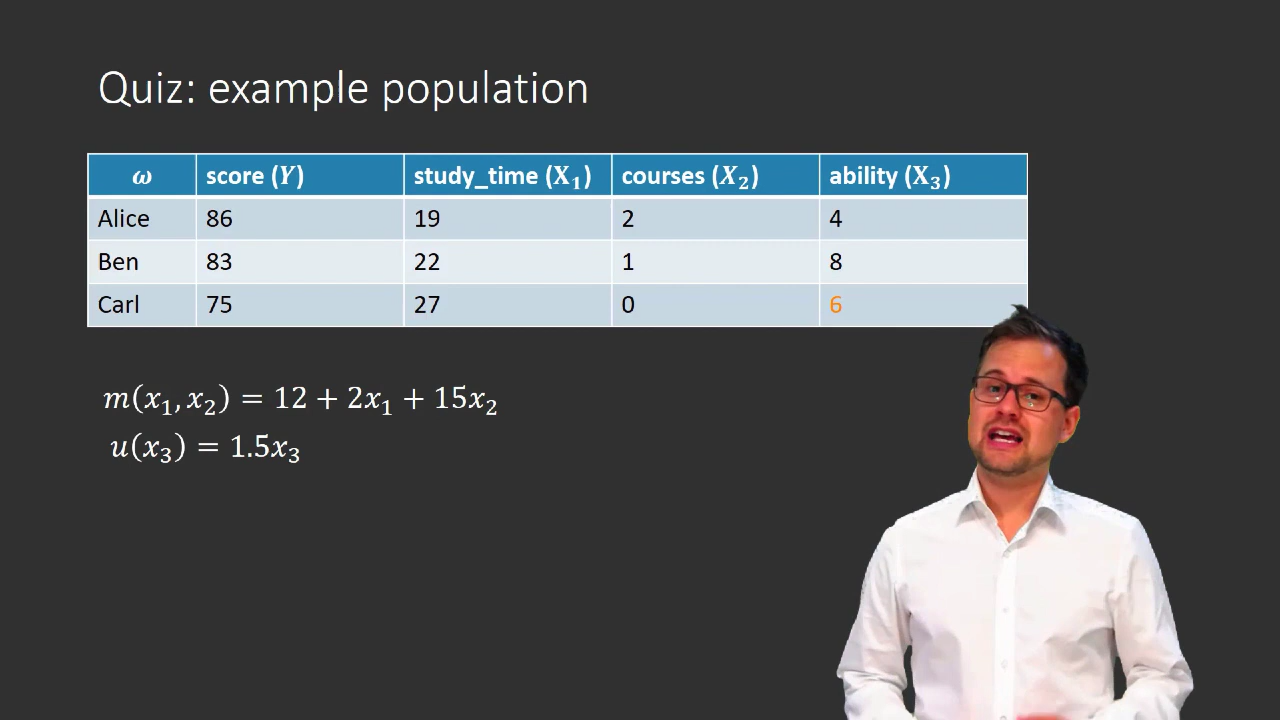 Quiz: example population
ω score (Y) study_time (X₁) courses (X₂) ability (X₃)
Alice 86 19 2 4
Ben 83 22 1 8
Carl 75 27 0 6
m(x₁, x₂) = 12 + 2x₁ + 15x₂
u(x₃) = 1.5x₃